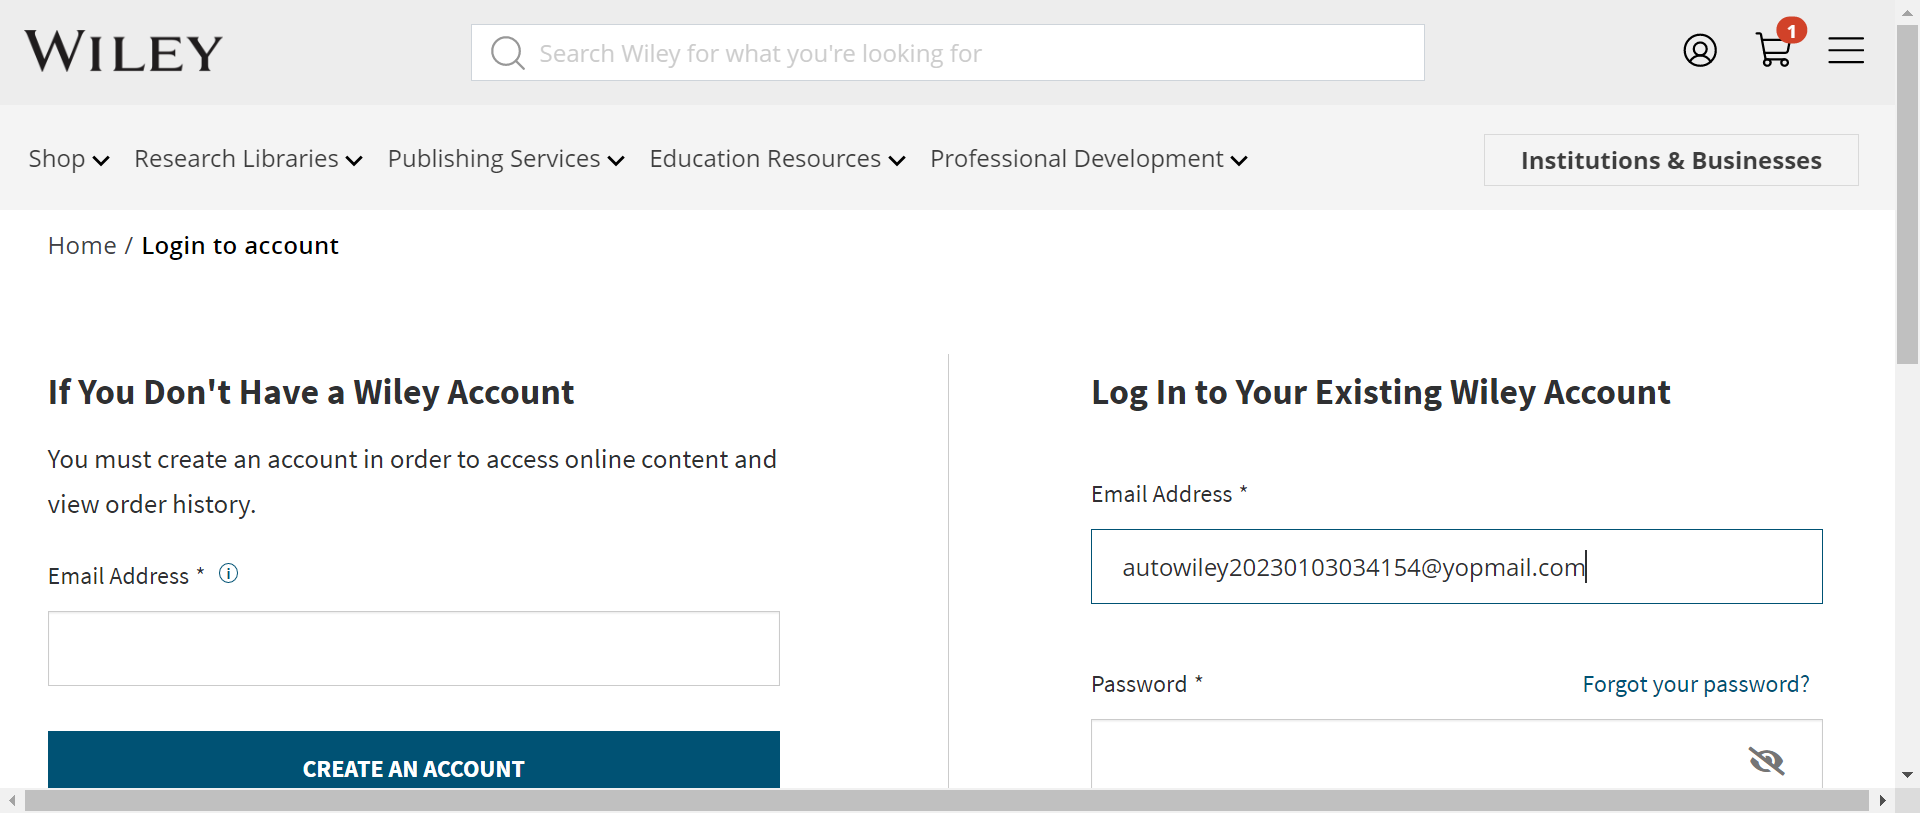 WILEY
Search Wiley for what you're looking for
1
Shop Research Libraries Publishing Services Education Resources Professional Development Institutions & Businesses
Home / Login to account
If You Don't Have a Wiley Account
You must create an account in order to access online content and
view order history.
Email Address * i
CREATE AN ACCOUNT
Log In to Your Existing Wiley Account
Email Address *
autowiley20230103034154@yopmail.com
Password * Forgot your password?